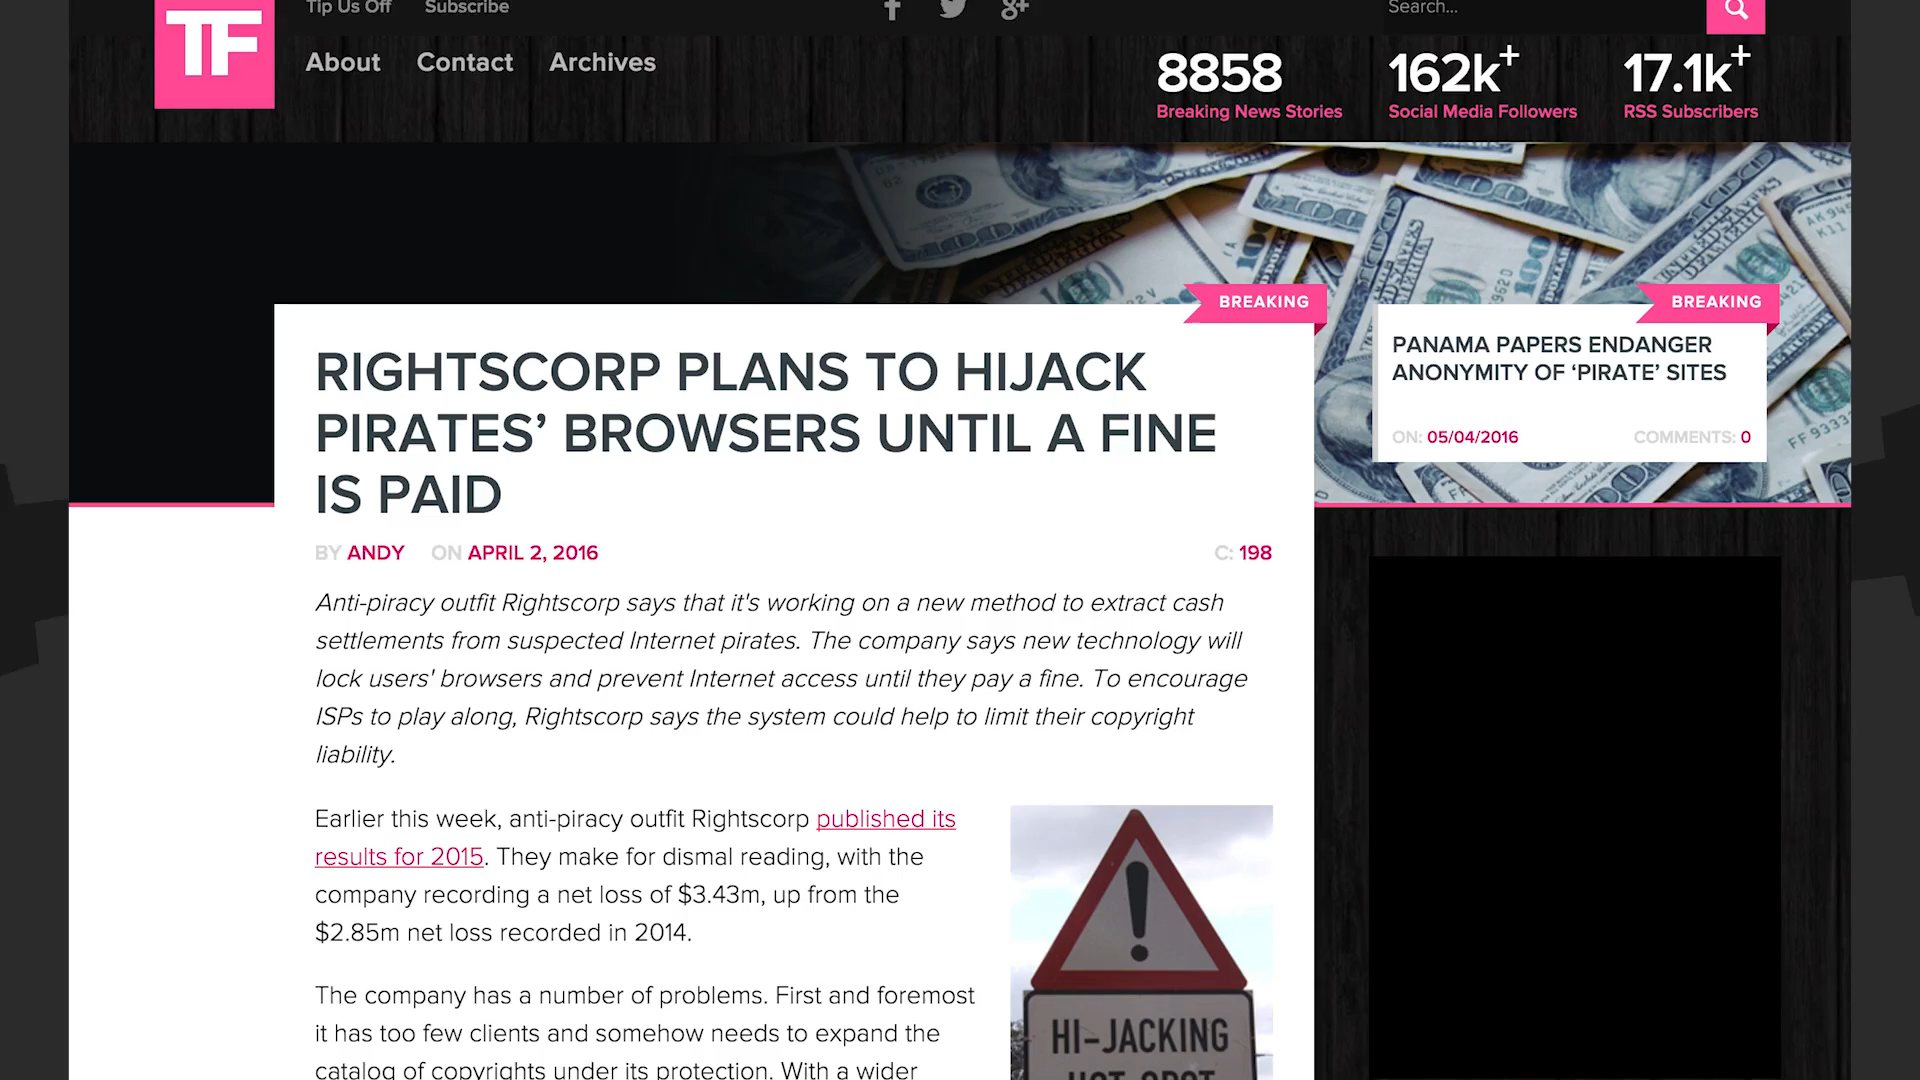 Tip Us Off Subscribe
Search...
TF
About Contact Archives
8858
Breaking News Stories
162k+
Social Media Followers
17.1k+
RSS Subscribers
BREAKING
RIGHTSCORP PLANS TO HIJACK
PIRATES’ BROWSERS UNTIL A FINE
IS PAID
BY ANDY ON APRIL 2, 2016 C: 198
Anti-piracy outfit Rightscorp says that it's working on a new method to extract cash
settlements from suspected Internet pirates. The company says new technology will
lock users' browsers and prevent Internet access until they pay a fine. To encourage
ISPs to play along, Rightscorp says the system could help to limit their copyright
liability.
Earlier this week, anti-piracy outfit Rightscorp published its
results for 2015. They make for dismal reading, with the
company recording a net loss of $3.43m, up from the
$2.85m net loss recorded in 2014.
The company has a number of problems. First and foremost
it has too few clients and somehow needs to expand the
catalog of copyrights under its protection. With a wider
HI-JACKING
HOT SPOT
BREAKING
PANAMA PAPERS ENDANGER
ANONYMITY OF ‘PIRATE’ SITES
ON: 05/04/2016 COMMENTS: 0